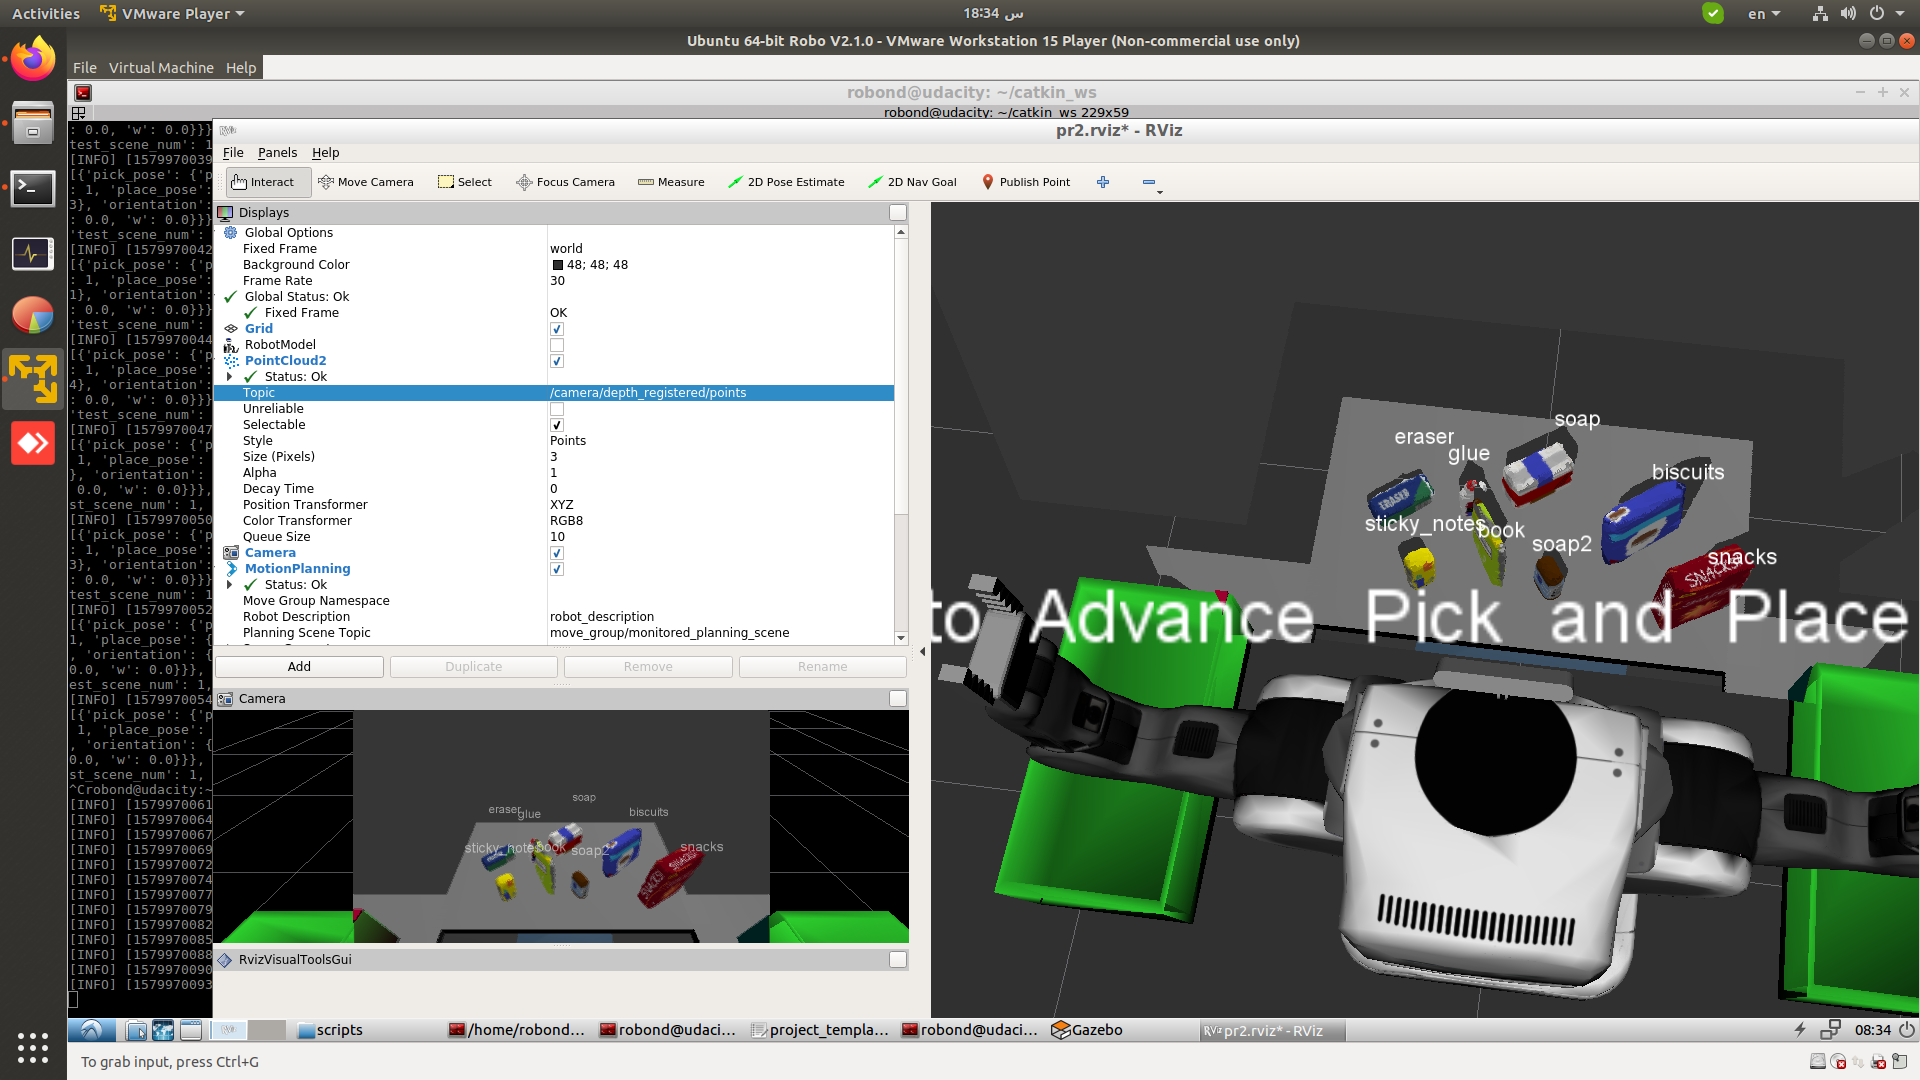 Activities
VMware Player
18:34 س
en
Ubuntu 64-bit Robo V2.1.0 - VMware Workstation 15 Player (Non-commercial use only)
File Virtual Machine Help
robond@udacity: ~/catkin_ws
robond@udacity: ~/catkin_ws 229x59
: 0.0, 'w': 0.0}}}
test_scene_num': 1
[INFO] [1579970039
[{'pick_pose': {'p
: 1, 'place_pose':
3}, 'orientation':
: 0.0, 'w': 0.0}}}
'test_scene_num':
[INFO] [1579970042
[{'pick_pose': {'p
: 1, 'place_pose':
1}, 'orientation':
: 0.0, 'w': 0.0}}}
'test_scene_num':
[INFO] [1579970044
[{'pick_pose': {'p
: 1, 'place_pose':
4}, 'orientation':
: 0.0, 'w': 0.0}}}
'test_scene_num':
[INFO] [1579970047
[{'pick_pose': {'p
1, 'place_pose':
}, 'orientation':
0.0, 'w': 0.0}}},
st_scene_num': 1,
[INFO] [1579970050
[{'pick_pose': {'p
: 1, 'place_pose':
3}, 'orientation':
: 0.0, 'w': 0.0}}}
test_scene_num': 1
[INFO] [1579970052
[{'pick_pose': {'p
1, 'place_pose':
, 'orientation': {
0.0, 'w': 0.0}}},
est_scene_num': 1,
[INFO] [1579970054
[{'pick_pose': {'p
1, 'place_pose':
, 'orientation': {
0.0, 'w': 0.0}}},
st_scene_num': 1,
^Crobond@udacity:~
[INFO] [1579970061
[INFO] [1579970064
[INFO] [1579970067
[INFO] [1579970069
[INFO] [1579970072
[INFO] [1579970074
[INFO] [1579970077
[INFO] [1579970079
[INFO] [1579970082
[INFO] [1579970085
[INFO] [1579970088
[INFO] [1579970090
[INFO] [1579970093
pr2.rviz* - RViz
File Panels Help
Interact Move Camera Select Focus Camera Measure 2D Pose Estimate 2D Nav Goal Publish Point
Displays
Global Options
Fixed Frame world
Background Color 48; 48; 48
Frame Rate 30
Global Status: Ok
Fixed Frame OK
Grid
RobotModel
PointCloud2
Status: Ok
Topic /camera/depth_registered/points
Unreliable
Selectable
Style Points
Size (Pixels) 3
Alpha 1
Decay Time 0
Position Transformer XYZ
Color Transformer RGB8
Queue Size 10
Camera
MotionPlanning
Status: Ok
Move Group Namespace
Robot Description robot_description
Planning Scene Topic move_group/monitored_planning_scene
Add Duplicate Remove Rename
Camera
soap
eraser
glue
biscuits
sticky_notes
book
soap2
snacks
SNACKS
RvizVisualToolsGui
soap
eraser
glue
biscuits
ERASER
sticky_notes
book
soap2
snacks
SNACKS
to Advance Pick and Place
scripts
/home/robond...
robond@udaci...
project_templa...
robond@udaci...
Gazebo
pr2.rviz* - RViz
08:34
To grab input, press Ctrl+G